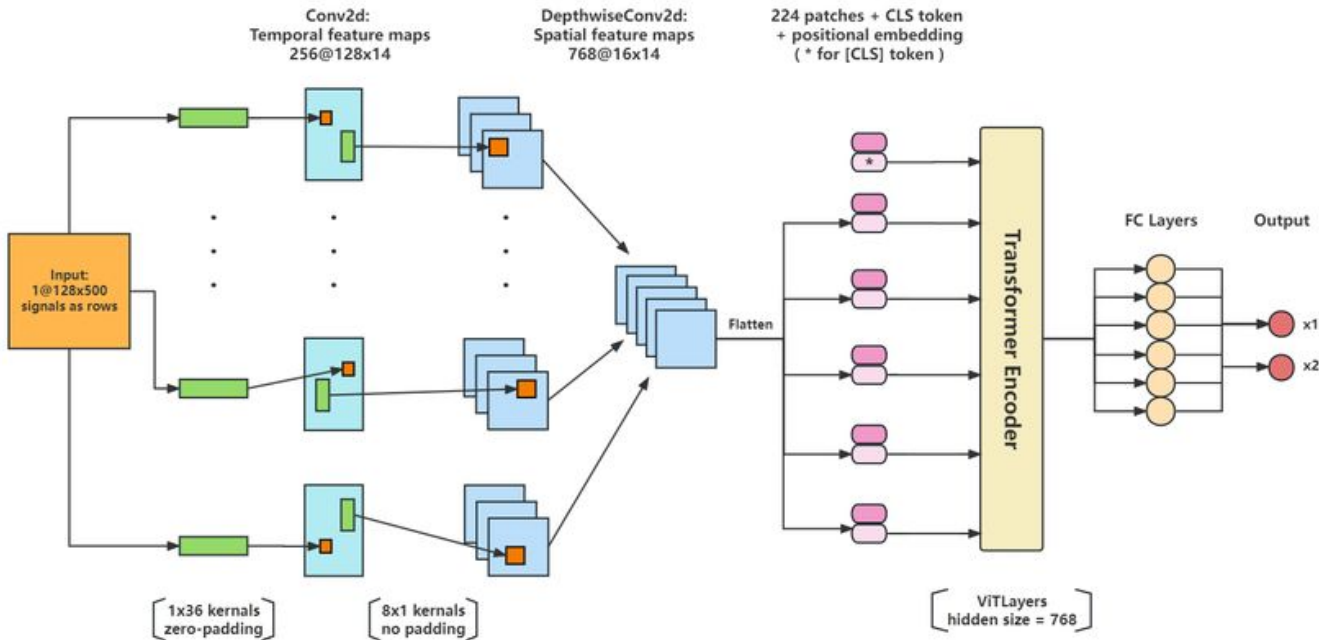 Conv2d:
Temporal feature maps
256@128x14
DepthwiseConv2d:
Spatial feature maps
768@16x14
224 patches + CLS token
+ positional embedding
( * for [CLS] token )
*
Input:
1@128x500
signals as rows
Flatten
Transformer Encoder
FC Layers
Output
x1
x2
1x36 kernals
zero-padding
8x1 kernals
no padding
ViTLayers
hidden size = 768